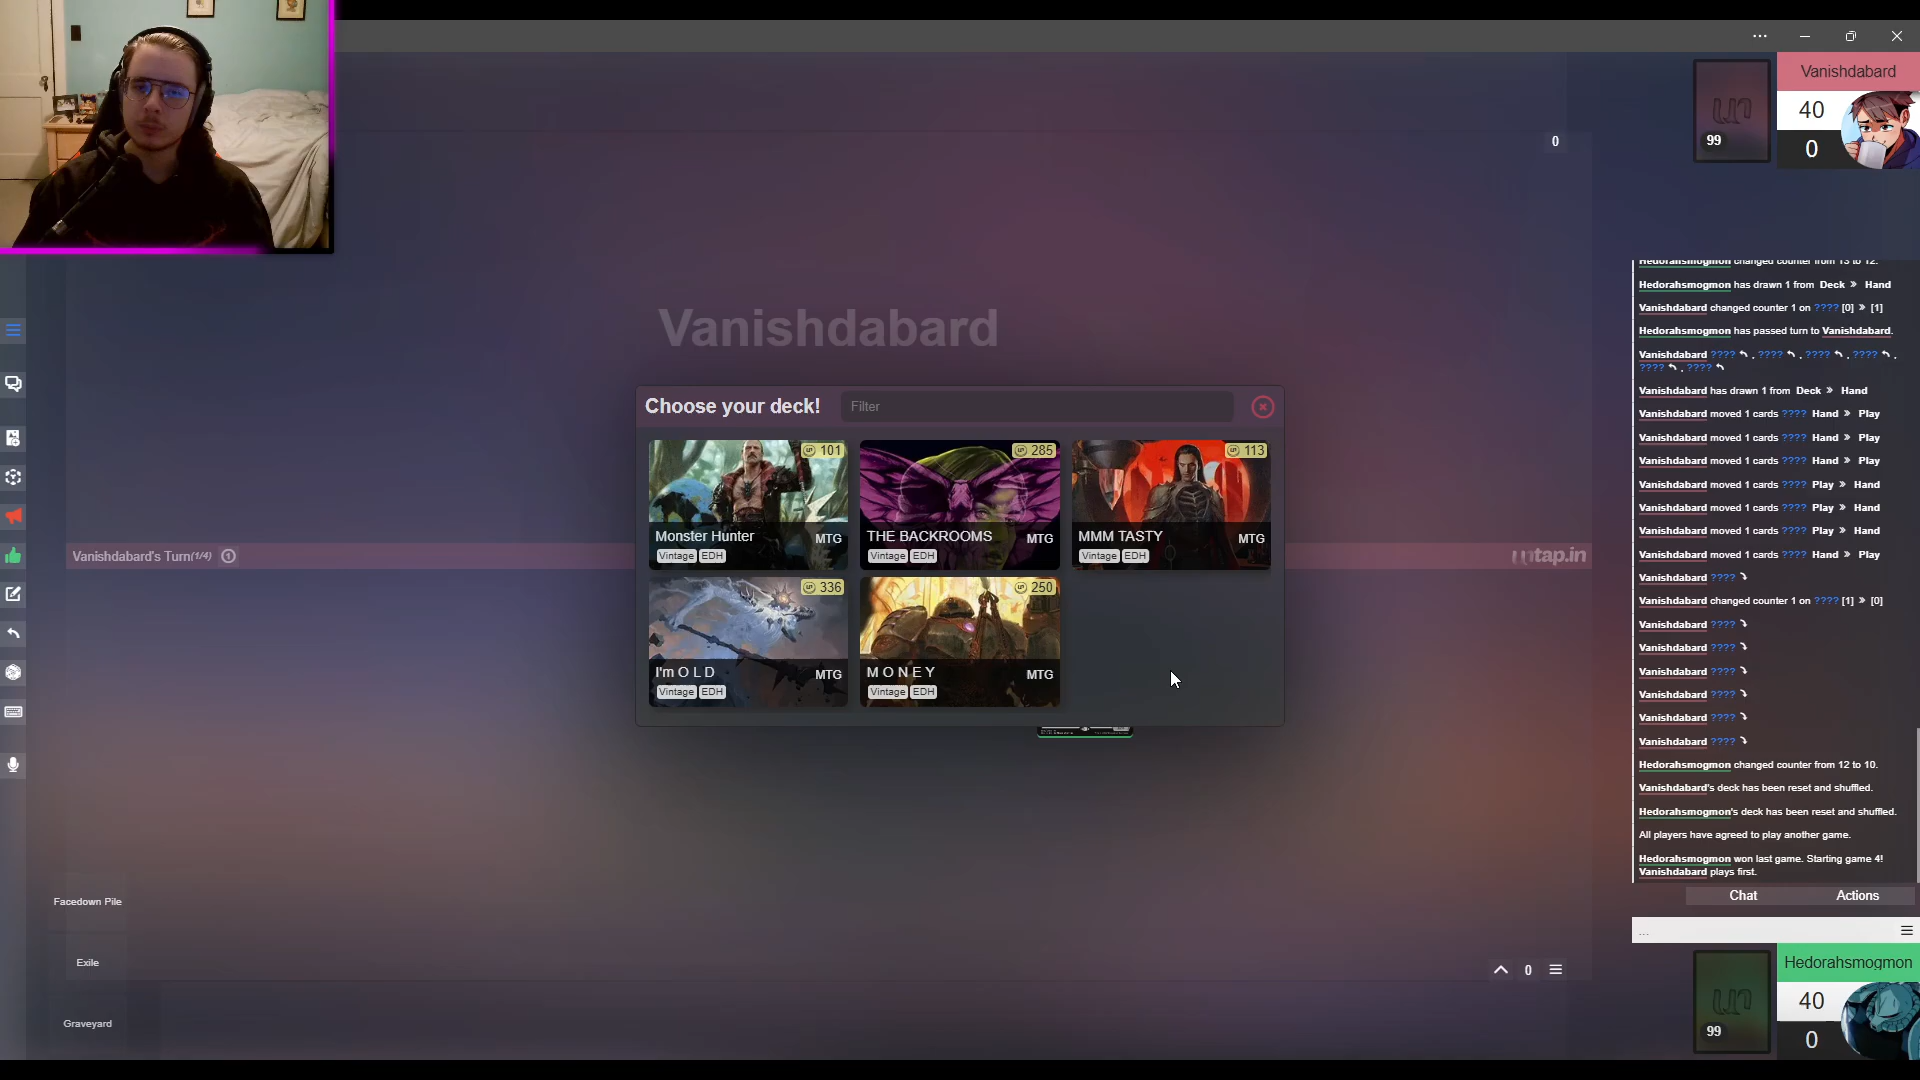 Vanishdabard
40
99
0
0
Vanishdabard
Hedorahsmogmon changed counter from 13 to 12.
Hedorahsmogmon has drawn 1 from Deck » Hand
Vanishdabard changed counter 1 on ???? [0] » [1]
Hedorahsmogmon has passed turn to Vanishdabard.
Vanishdabard ???? , ???? , ???? , ???? ,
???? , ????
Vanishdabard has drawn 1 from Deck » Hand
Vanishdabard moved 1 cards ???? Hand » Play
Vanishdabard moved 1 cards ???? Hand » Play
Vanishdabard moved 1 cards ???? Hand » Play
Vanishdabard moved 1 cards ???? Play » Hand
Vanishdabard moved 1 cards ???? Play » Hand
Vanishdabard moved 1 cards ???? Play » Hand
Vanishdabard moved 1 cards ???? Hand » Play
Vanishdabard ????
Vanishdabard changed counter 1 on ???? [1] » [0]
Vanishdabard ????
Vanishdabard ????
Vanishdabard ????
Vanishdabard ????
Vanishdabard ????
Vanishdabard ????
Hedorahsmogmon changed counter from 12 to 10.
Vanishdabard's deck has been reset and shuffled.
Hedorahsmogmon's deck has been reset and shuffled.
All players have agreed to play another game.
Hedorahsmogmon won last game. Starting game 4!
Vanishdabard plays first.
Chat Actions
...
Choose your deck! Filter
101
Monster Hunter MTG
Vintage EDH
285
THE BACKROOMS MTG
Vintage EDH
113
MMM TASTY MTG
Vintage EDH
336
I'm O L D MTG
Vintage EDH
250
M O N E Y MTG
Vintage EDH
Vanishdabard's Turn(1/4) 1
untap.in
Facedown Pile
Exile
Graveyard
0
Hedorahsmogmon
40
99
0